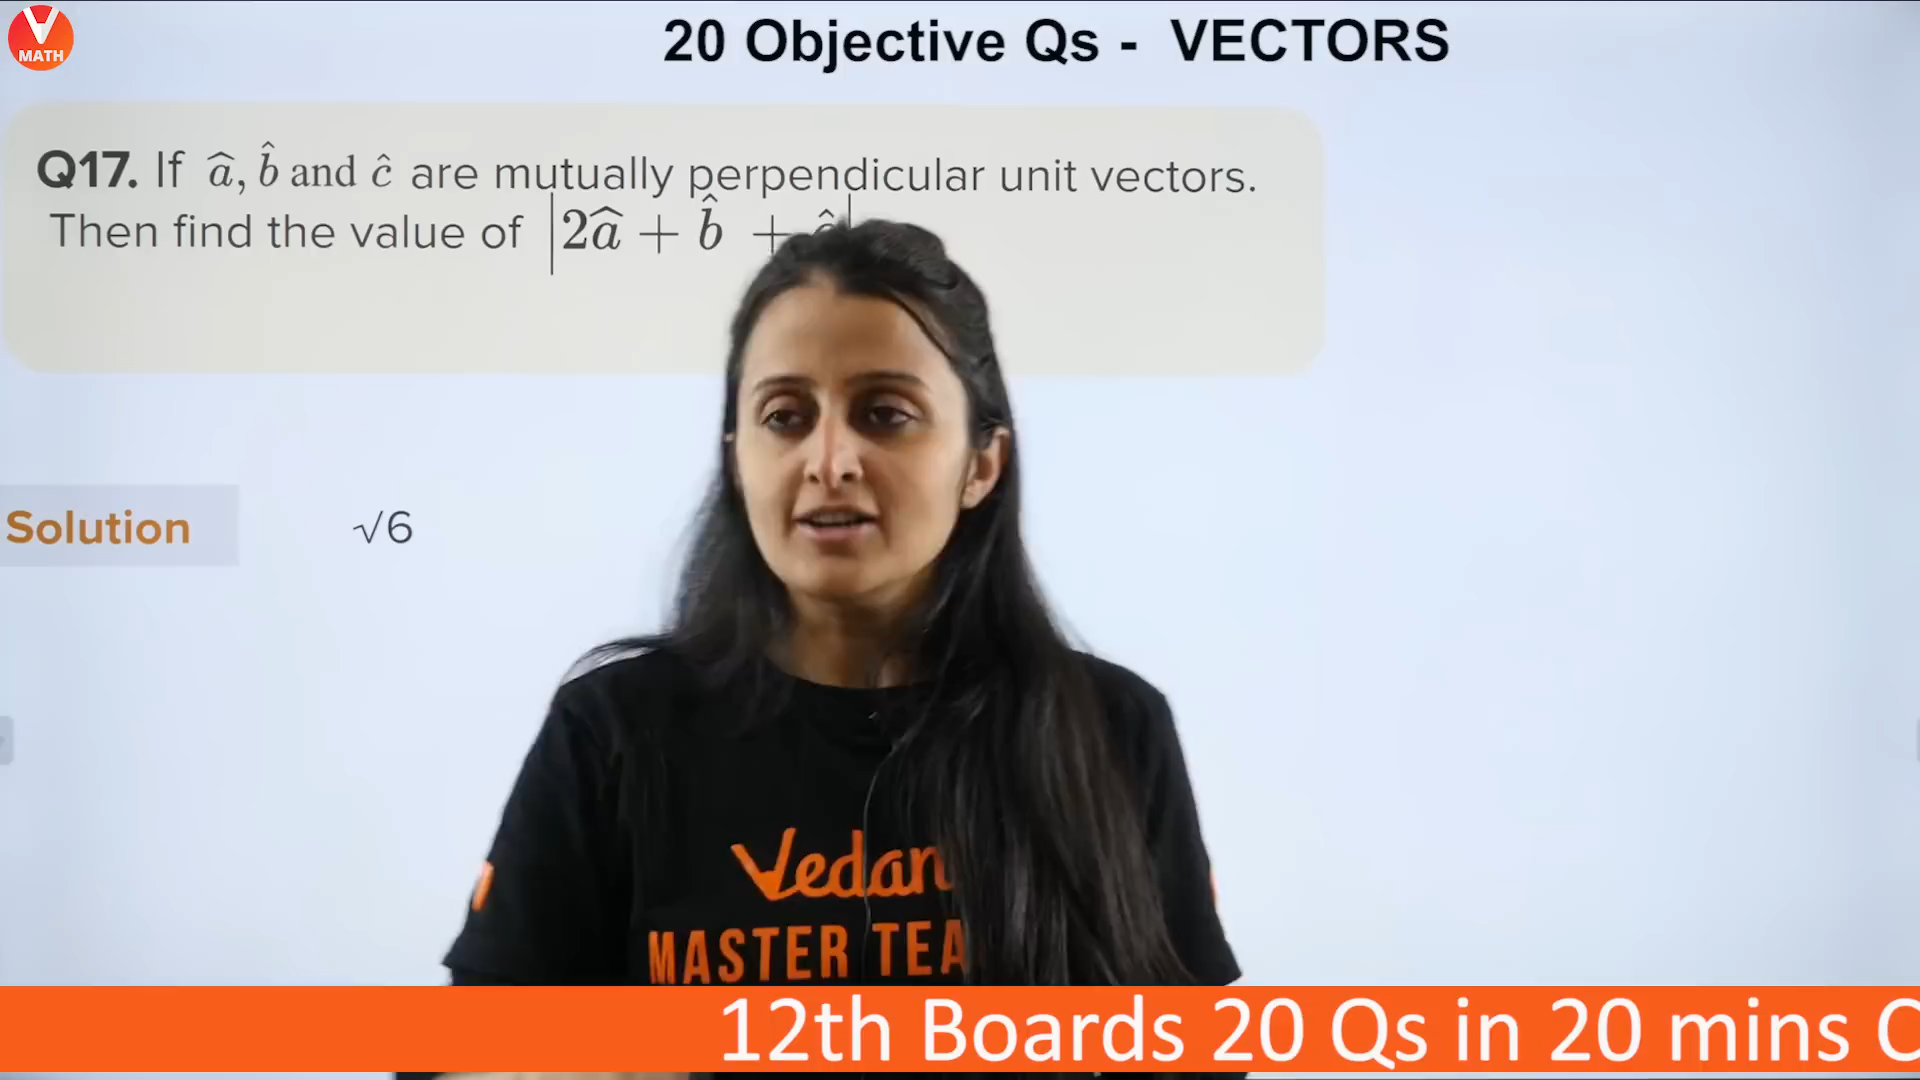 V
MATH
20 Objective Qs - VECTORS
Q17. If â, b̂ and ĉ are mutually perpendicular unit vectors.
Then find the value of |2â + b̂ + ĉ|
Solution
√6
Vedan
MASTER TEA
12th Boards 20 Qs in 20 mins C